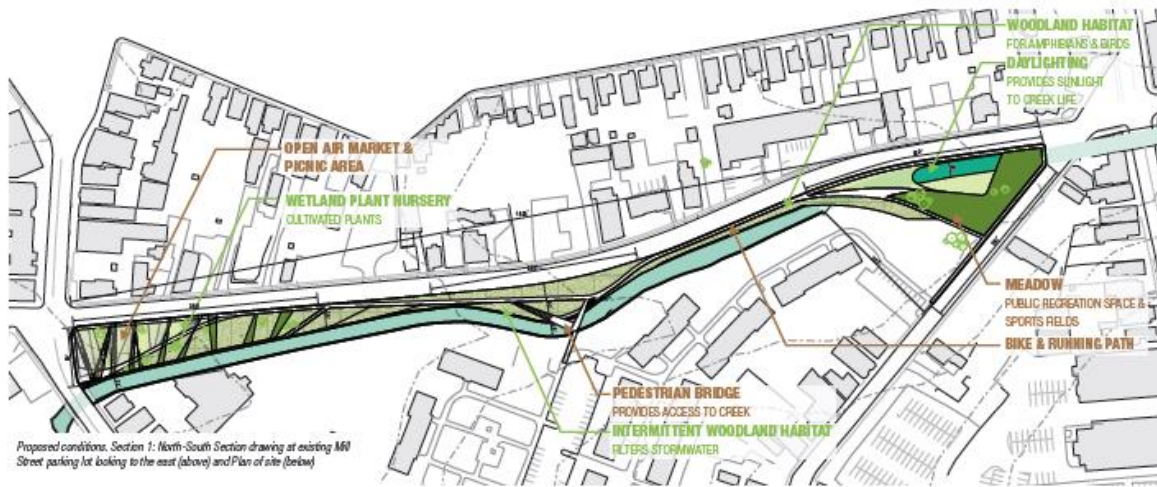 WOODLAND HABITAT
FOR AMPHIBIANS & BIRDS
DAYLIGHTING
PROVIDES SUNLIGHT
TO CREEK LIFE
OPEN AIR MARKET &
PICNIC AREA
WETLAND PLANT NURSERY
CULTIVATED PLANTS
MEADOW
PUBLIC RECREATION SPACE &
SPORTS FIELDS
BIKE & RUNNING PATH
PEDESTRIAN BRIDGE
PROVIDES ACCESS TO CREEK
INTERMITTENT WOODLAND HABITAT
FILTERS STORMWATER
Proposed conditions. Section 1: North-South Section drawing at existing Mill
Street parking lot looking to the east (above) and Plan of site (below)